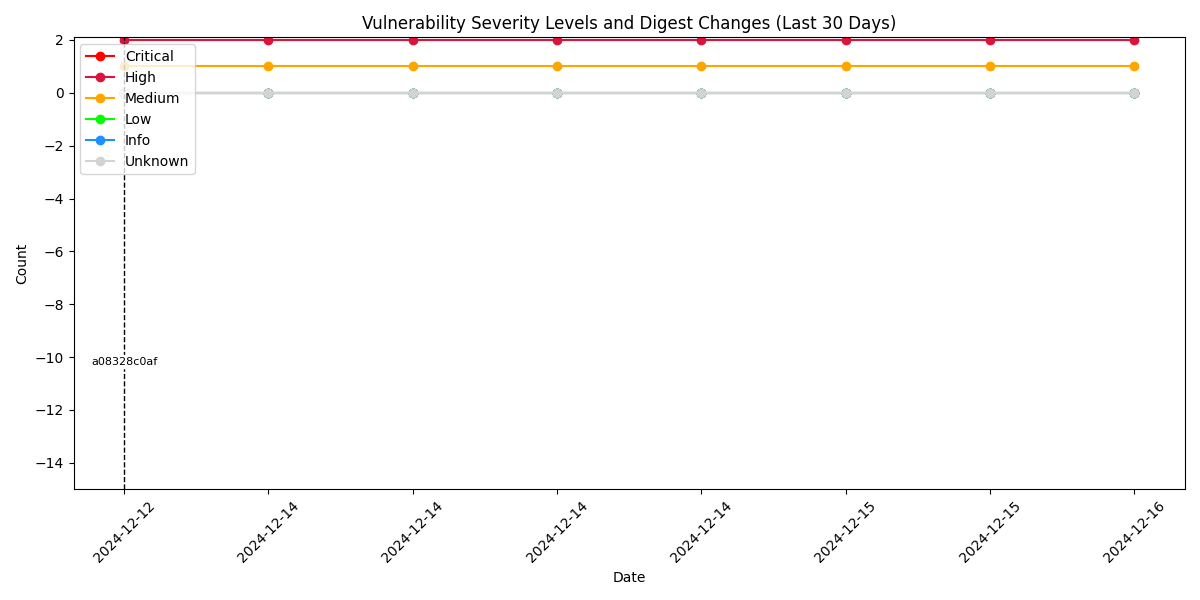 Vulnerability Severity Levels and Digest Changes (Last 30 Days)
Critical
High
Medium
Low
Info
Unknown
2
0
−2
−4
−6
−8
−10
−12
−14
Count
a08328c0af
2024-12-12
2024-12-14
2024-12-14
2024-12-14
2024-12-14
2024-12-15
2024-12-15
2024-12-16
Date